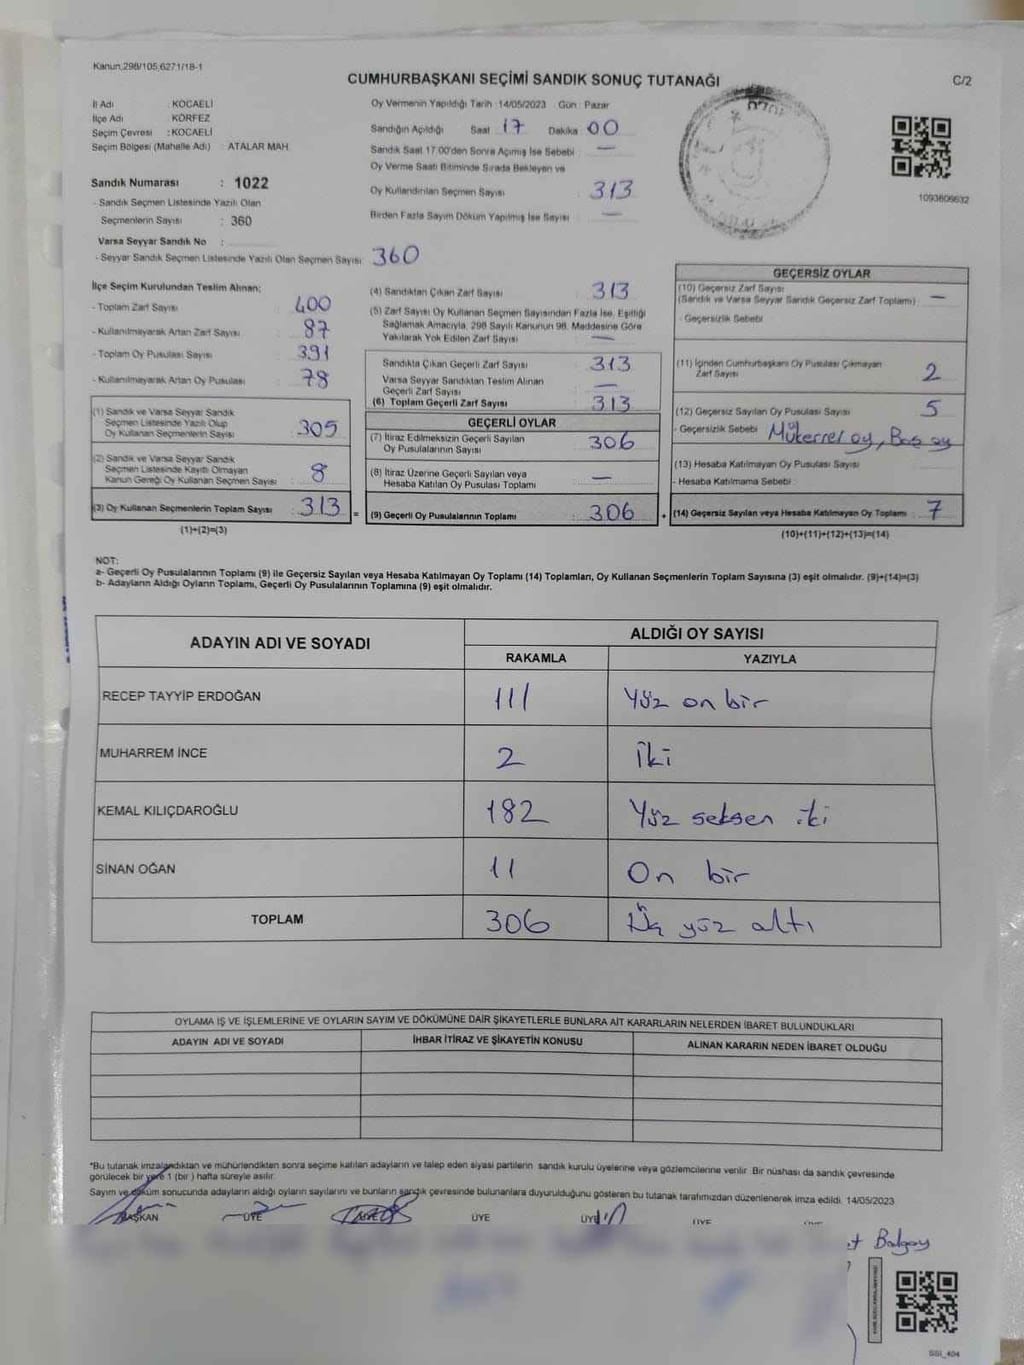 Kanun,298/105,6271/18-1
CUMHURBAŞKANI SEÇİMİ SANDIK SONUÇ TUTANAĞI
C/2
İl Adı : KOCAELİ
İlçe Adı : KÖRFEZ
Seçim Çevresi : KOCAELİ
Seçim Bölgesi (Mahalle Adı) : ATALAR MAH.
Oy Vermenin Yapıldığı Tarih :14/05/2023 Gün : Pazar
Sandığın Açıldığı Saat 17 Dakika 00
Sandık Saat 17.00'den Sonra Açılmış İse Sebebi : —
Oy Verme Saati Bitiminde Sırada Bekleyen ve
Oy Kullandırılan Seçmen Sayısı : 313
Birden Fazla Sayım Döküm Yapılmış İse Sayısı : —
1093609632
Sandık Numarası : 1022
- Sandık Seçmen Listesinde Yazılı Olan
Seçmenlerin Sayısı : 360
Varsa Seyyar Sandık No :
- Seyyar Sandık Seçmen Listesinde Yazılı Olan Seçmen Sayısı: 360
İlçe Seçim Kurulundan Teslim Alınan:
- Toplam Zarf Sayısı : 400
- Kullanılmayarak Artan Zarf Sayısı : 87
- Toplam Oy Pusulası Sayısı : 391
- Kullanılmayarak Artan Oy Pusulası : 78
(1) Sandık ve Varsa Seyyar Sandık
Seçmen Listesinde Yazılı Olup
Oy Kullanan Seçmenlerin Sayısı : 305
(2) Sandık ve Varsa Seyyar Sandık
Seçmen Listesinde Kayıtlı Olmayan
Kanun Gereği Oy Kullanan Seçmen Sayısı : 8
(3) Oy Kullanan Seçmenlerin Toplam Sayısı : 313
(1)+(2)=(3)
(4) Sandıktan Çıkan Zarf Sayısı : 313
(5) Zarf Sayısı Oy Kullanan Seçmen Sayısından Fazla İse, Eşitliği
Sağlamak Amacıyla, 298 Sayılı Kanunun 98. Maddesine Göre
Yakılarak Yok Edilen Zarf Sayısı : —
Sandıkta Çıkan Geçerli Zarf Sayısı : 313
Varsa Seyyar Sandıktan Teslim Alınan
Geçerli Zarf Sayısı : —
(6) Toplam Geçerli Zarf Sayısı : 313
GEÇERLİ OYLAR
(7) İtiraz Edilmeksizin Geçerli Sayılan
Oy Pusulalarının Sayısı : 306
(8) İtiraz Üzerine Geçerli Sayılan veya
Hesaba Katılan Oy Pusulası Toplamı : —
(9) Geçerli Oy Pusulalarının Toplamı : 306
GEÇERSİZ OYLAR
(10) Geçersiz Zarf Sayısı
(Sandık ve Varsa Seyyar Sandık Geçersiz Zarf Toplamı) : —
- Geçersizlik Sebebi
(11) İçinden Cumhurbaşkanı Oy Pusulası Çıkmayan
Zarf Sayısı 2
(12) Geçersiz Sayılan Oy Pusulası Sayısı : 5
- Geçersizlik Sebebi : Mükerrer oy, Boş oy
(13) Hesaba Katılmayan Oy Pusulası Sayısı
- Hesaba Katılmama Sebebi :
(14) Geçersiz Sayılan veya Hesaba Katılmayan Oy Toplamı : 7
(10)+(11)+(12)+(13)=(14)
NOT:
a- Geçerli Oy Pusulalarının Toplamı (9) ile Geçersiz Sayılan veya Hesaba Katılmayan Oy Toplamı (14) Toplamları, Oy Kullanan Seçmenlerin Toplam Sayısına (3) eşit olmalıdır. (9)+(14)=(3)
b- Adayların Aldığı Oyların Toplamı, Geçerli Oy Pusulalarının Toplamına (9) eşit olmalıdır.
ADAYIN ADI VE SOYADI
ALDIĞI OY SAYISI
RAKAMLA YAZIYLA
RECEP TAYYİP ERDOĞAN 111 Yüz on bir
MUHARREM İNCE 2 İki
KEMAL KILIÇDAROĞLU 182 Yüz seksen iki
SİNAN OĞAN 11 On bir
TOPLAM 306 Üç yüz altı
OYLAMA İŞ VE İŞLEMLERİNE VE OYLARIN SAYIM VE DÖKÜMÜNE DAİR ŞİKAYETLERLE BUNLARA AİT KARARLARIN NELERDEN İBARET BULUNDUKLARI
ADAYIN ADI VE SOYADI İHBAR İTİRAZ VE ŞİKAYETİN KONUSU ALINAN KARARIN NEDEN İBARET OLDUĞU
*Bu tutanak imzalandıktan ve mühürlendikten sonra seçime katılan adayların ve talep eden siyasi partilerin sandık kurulu üyelerine veya gözlemcilerine verilir. Bir nüshası da sandık çevresinde
görülecek bir yere 1 (bir) hafta süreyle asılır.
Sayım ve döküm sonucunda adayların aldığı oyların sayılarını ve bunların sandık çevresinde bulunanlara duyurulduğunu gösteren bu tutanak tarafımızdan düzenlenerek imza edildi. 14/05/2023
BAŞKAN ÜYE ÜYE ÜYE ÜYE ÜYE
SSI_404